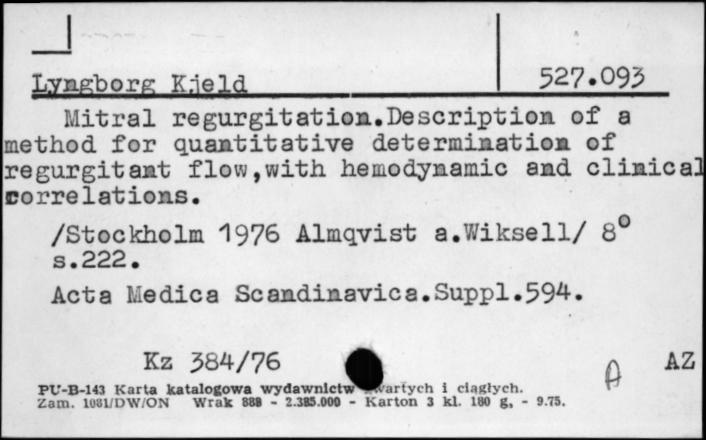 Lyngborg Kjeld 527.093
Mitral regurgitation.Description of a
method for quantitative determination of
regurgitant flow,with hemodynamic and clinical
correlations.
/Stockholm 1976 Almqvist a.Wiksell/ 8°
s.222.
Acta Medica Scandinavica.Suppl.594.
Kz 384/76 A AZ
PU-B-143 Karta katalogowa wydawnictw wartych i ciągłych.
Zam. 1081/DW/ON Wrak 888 - 2.385.000 - Karton 3 kl. 180 g, - 9.75.